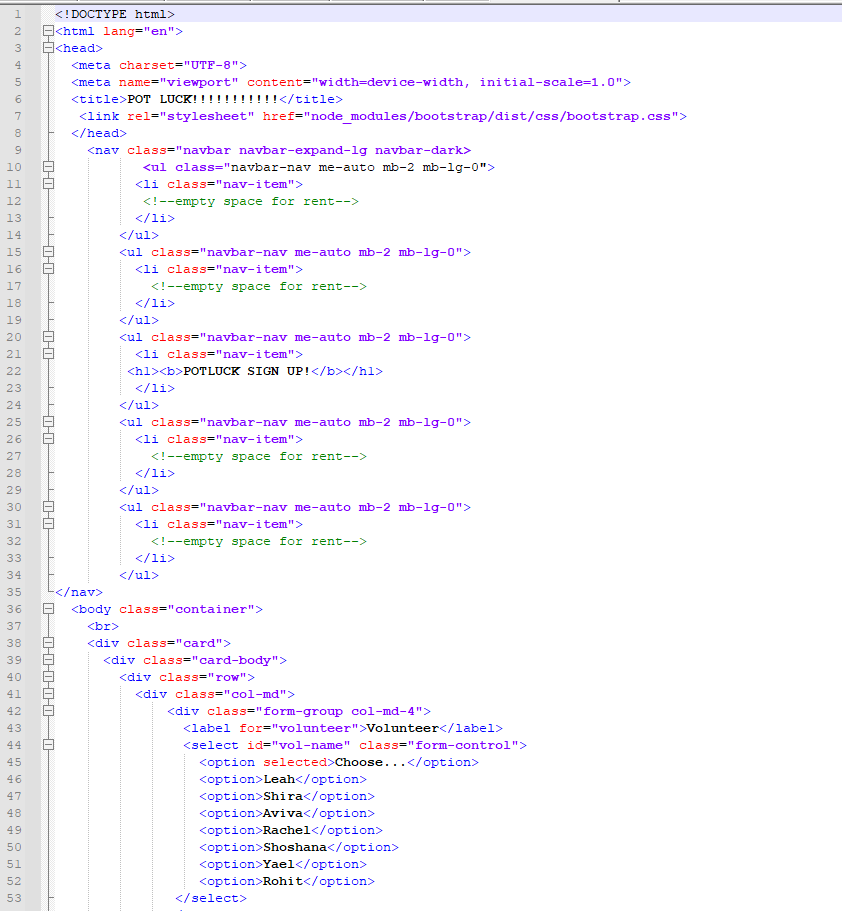 1 <!DOCTYPE html>
2 <html lang="en">
3 <head>
4 <meta charset="UTF-8">
5 <meta name="viewport" content="width=device-width, initial-scale=1.0">
6 <title>POT LUCK!!!!!!!!!!!</title>
7 <link rel="stylesheet" href="node_modules/bootstrap/dist/css/bootstrap.css">
8 </head>
9 <nav class="navbar navbar-expand-lg navbar-dark>
10 <ul class="navbar-nav me-auto mb-2 mb-lg-0">
11 <li class="nav-item">
12 <!--empty space for rent-->
13 </li>
14 </ul>
15 <ul class="navbar-nav me-auto mb-2 mb-lg-0">
16 <li class="nav-item">
17 <!--empty space for rent-->
18 </li>
19 </ul>
20 <ul class="navbar-nav me-auto mb-2 mb-lg-0">
21 <li class="nav-item">
22 <h1><b>POTLUCK SIGN UP!</b></h1>
23 </li>
24 </ul>
25 <ul class="navbar-nav me-auto mb-2 mb-lg-0">
26 <li class="nav-item">
27 <!--empty space for rent-->
28 </li>
29 </ul>
30 <ul class="navbar-nav me-auto mb-2 mb-lg-0">
31 <li class="nav-item">
32 <!--empty space for rent-->
33 </li>
34 </ul>
35 </nav>
36 <body class="container">
37 <br>
38 <div class="card">
39 <div class="card-body">
40 <div class="row">
41 <div class="col-md">
42 <div class="form-group col-md-4">
43 <label for="volunteer">Volunteer</label>
44 <select id="vol-name" class="form-control">
45 <option selected>Choose...</option>
46 <option>Leah</option>
47 <option>Shira</option>
48 <option>Aviva</option>
49 <option>Rachel</option>
50 <option>Shoshana</option>
51 <option>Yael</option>
52 <option>Rohit</option>
53 </select>